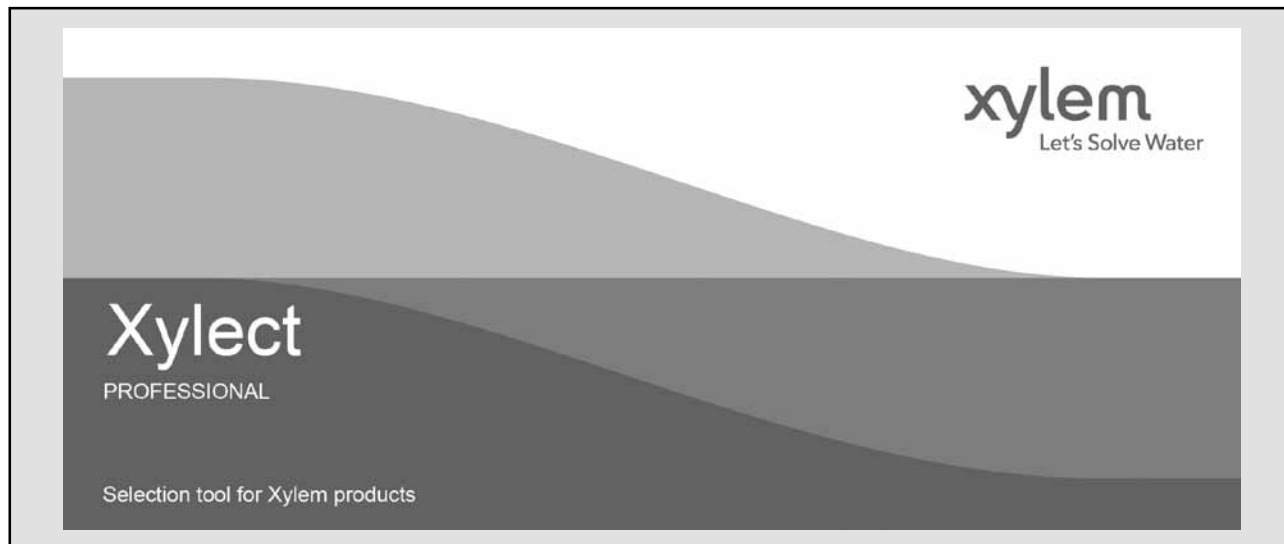 xylem
Let's Solve Water
Xylect
PROFESSIONAL
Selection tool for Xylem products